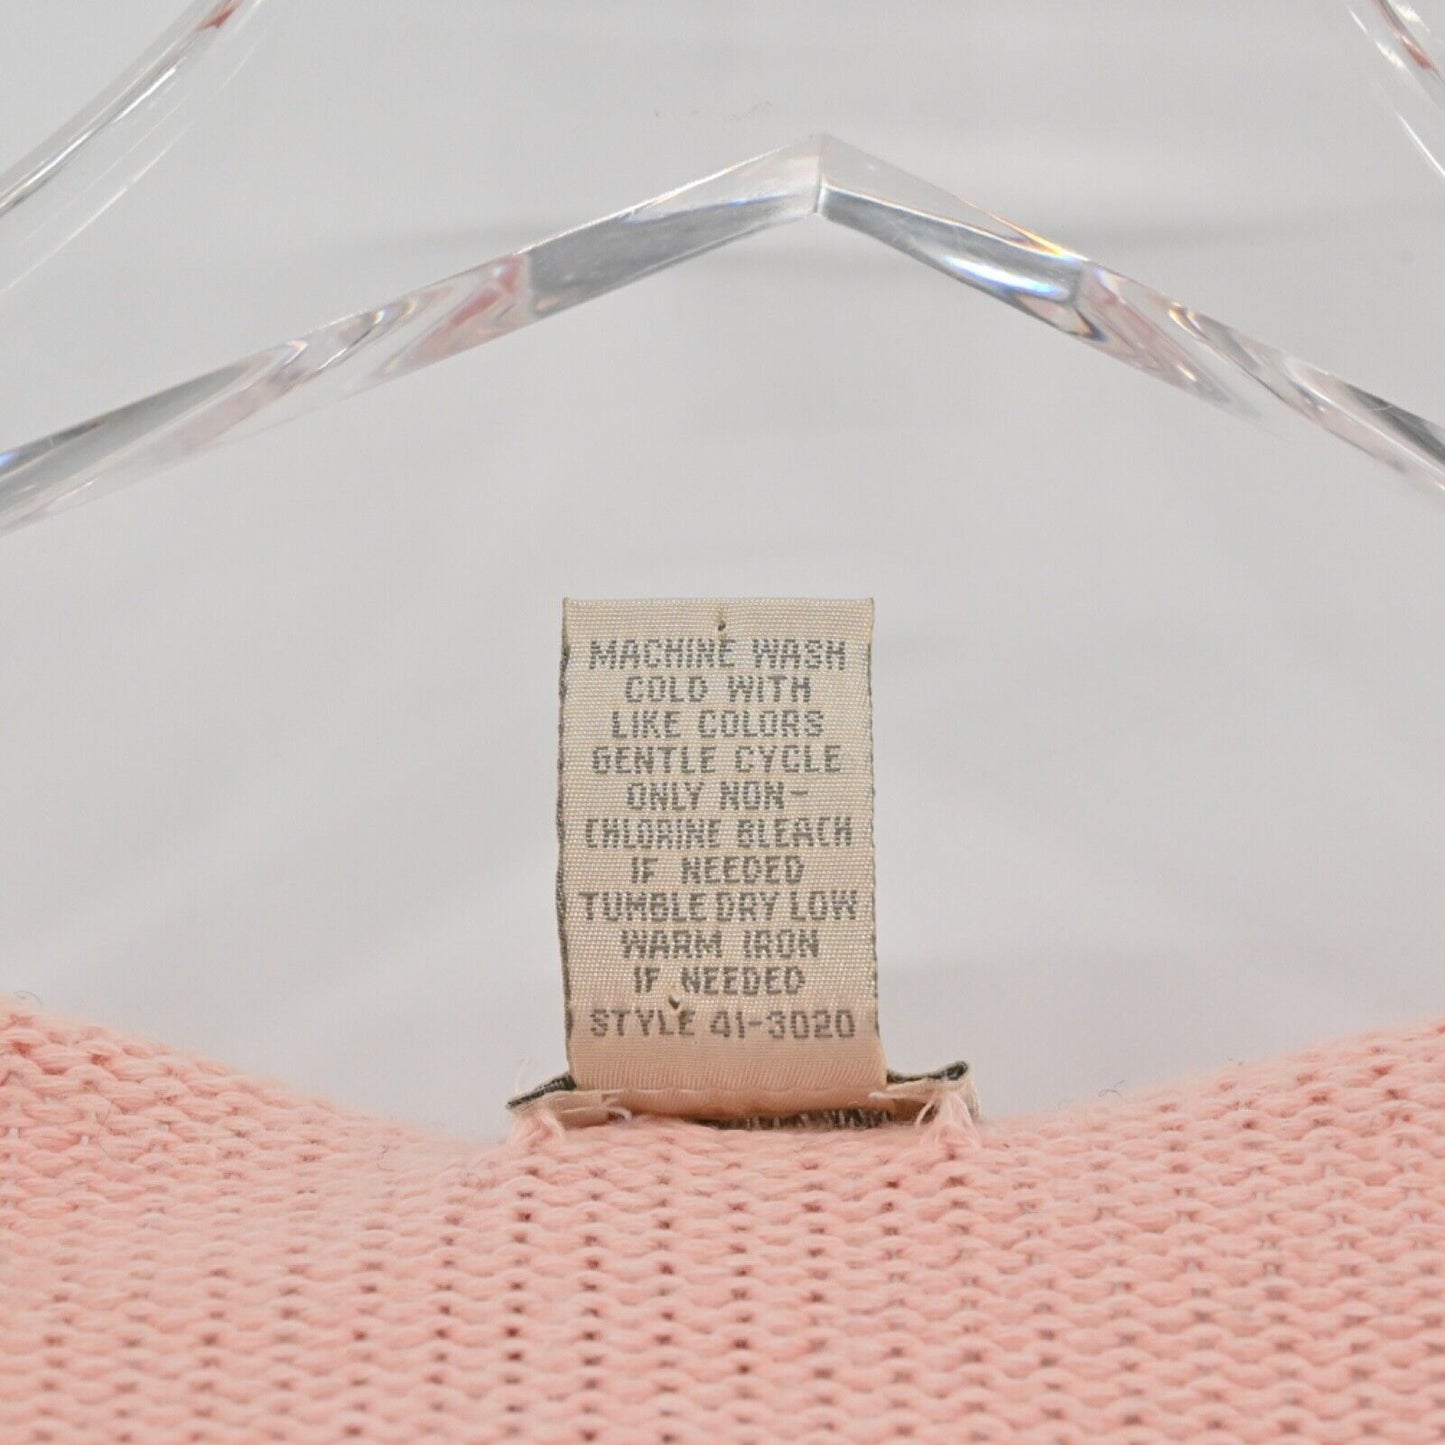 MACHINE WASH
COLD WITH
LIKE COLORS
GENTLE CYCLE
ONLY NON-
CHLORINE BLEACH
IF NEEDED
TUMBLE DRY LOW
WARM IRON
IF NEEDED
STYLE 41-3020